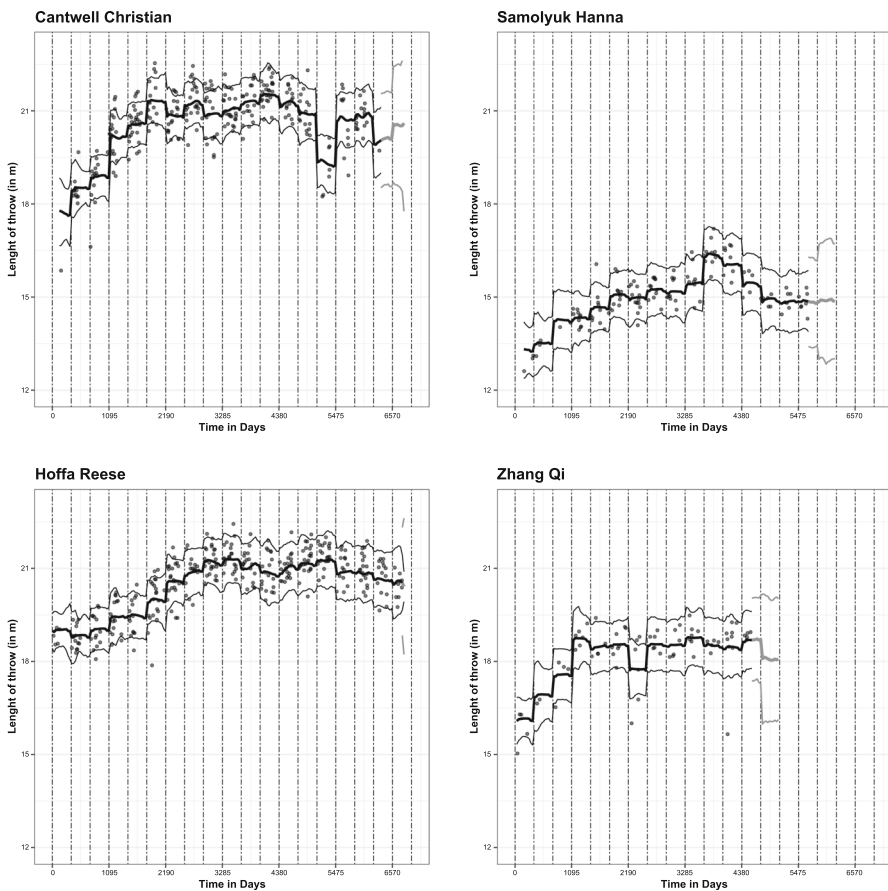 Cantwell Christian
Samolyuk Hanna
Lenght of throw (in m)
21
18
15
12
0 1095 2190 3285 4380 5475 6570
Time in Days
Lenght of throw (in m)
21
18
15
12
0 1095 2190 3285 4380 5475 6570
Time in Days
Hoffa Reese
Zhang Qi
Lenght of throw (in m)
21
18
15
12
0 1095 2190 3285 4380 5475 6570
Time in Days
Lenght of throw (in m)
21
18
15
12
0 1095 2190 3285 4380 5475 6570
Time in Days